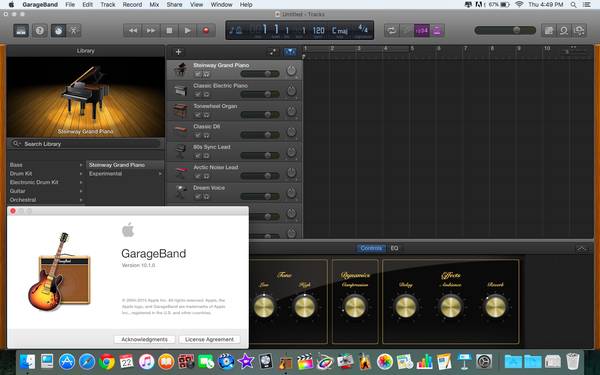 GarageBand File Edit Track Record Mix Share View Window Help
67% Thu 4:49 PM
Untitled - Tracks
1 1 1 1 120 C maj 4/4
1234
Library
Steinway Grand Piano
Search Library
Bass
Drum Kit
Electronic Drum Kit
Guitar
Orchestral
Steinway Grand Piano
Experimental
Steinway Grand Piano
Classic Electric Piano
Tonewheel Organ
Classic D6
80s Sync Lead
Arctic Noise Lead
Dream Voice
1 2 3 4 5 6 7 8 9 10
Controls EQ
Tone Dynamics Effects
Low High Compression Delay Ambience Reverb
GarageBand
Version 10.1.0
© 2004-2015 Apple Inc. All rights reserved. Apple, the
Apple logo, and GarageBand are trademarks of Apple
Inc., registered in the U.S. and other countries.
Acknowledgments License Agreement
22